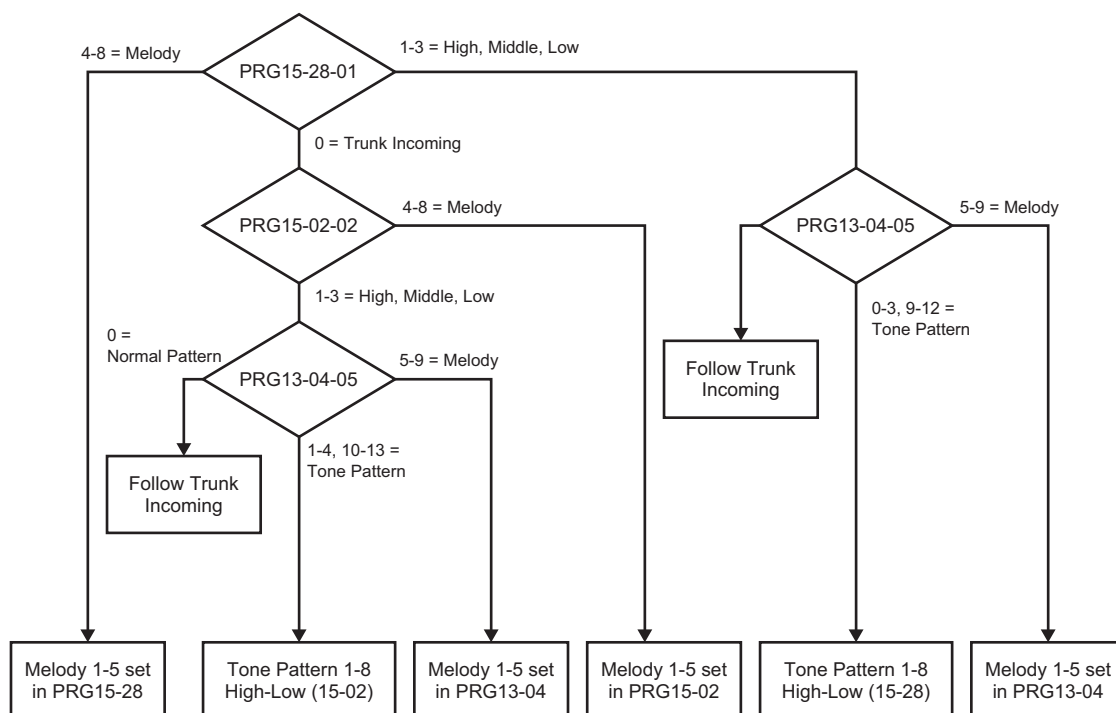 4-8 = Melody
PRG15-28-01
1-3 = High, Middle, Low
0 = Trunk Incoming
PRG15-02-02
4-8 = Melody
PRG13-04-05
5-9 = Melody
1-3 = High, Middle, Low
0-3, 9-12 =
Tone Pattern
0 =
Normal Pattern
PRG13-04-05
5-9 = Melody
Follow Trunk
Incoming
1-4, 10-13 =
Tone Pattern
Follow Trunk
Incoming
Melody 1-5 set
in PRG15-28
Tone Pattern 1-8
High-Low (15-02)
Melody 1-5 set
in PRG13-04
Melody 1-5 set
in PRG15-02
Tone Pattern 1-8
High-Low (15-28)
Melody 1-5 set
in PRG13-04